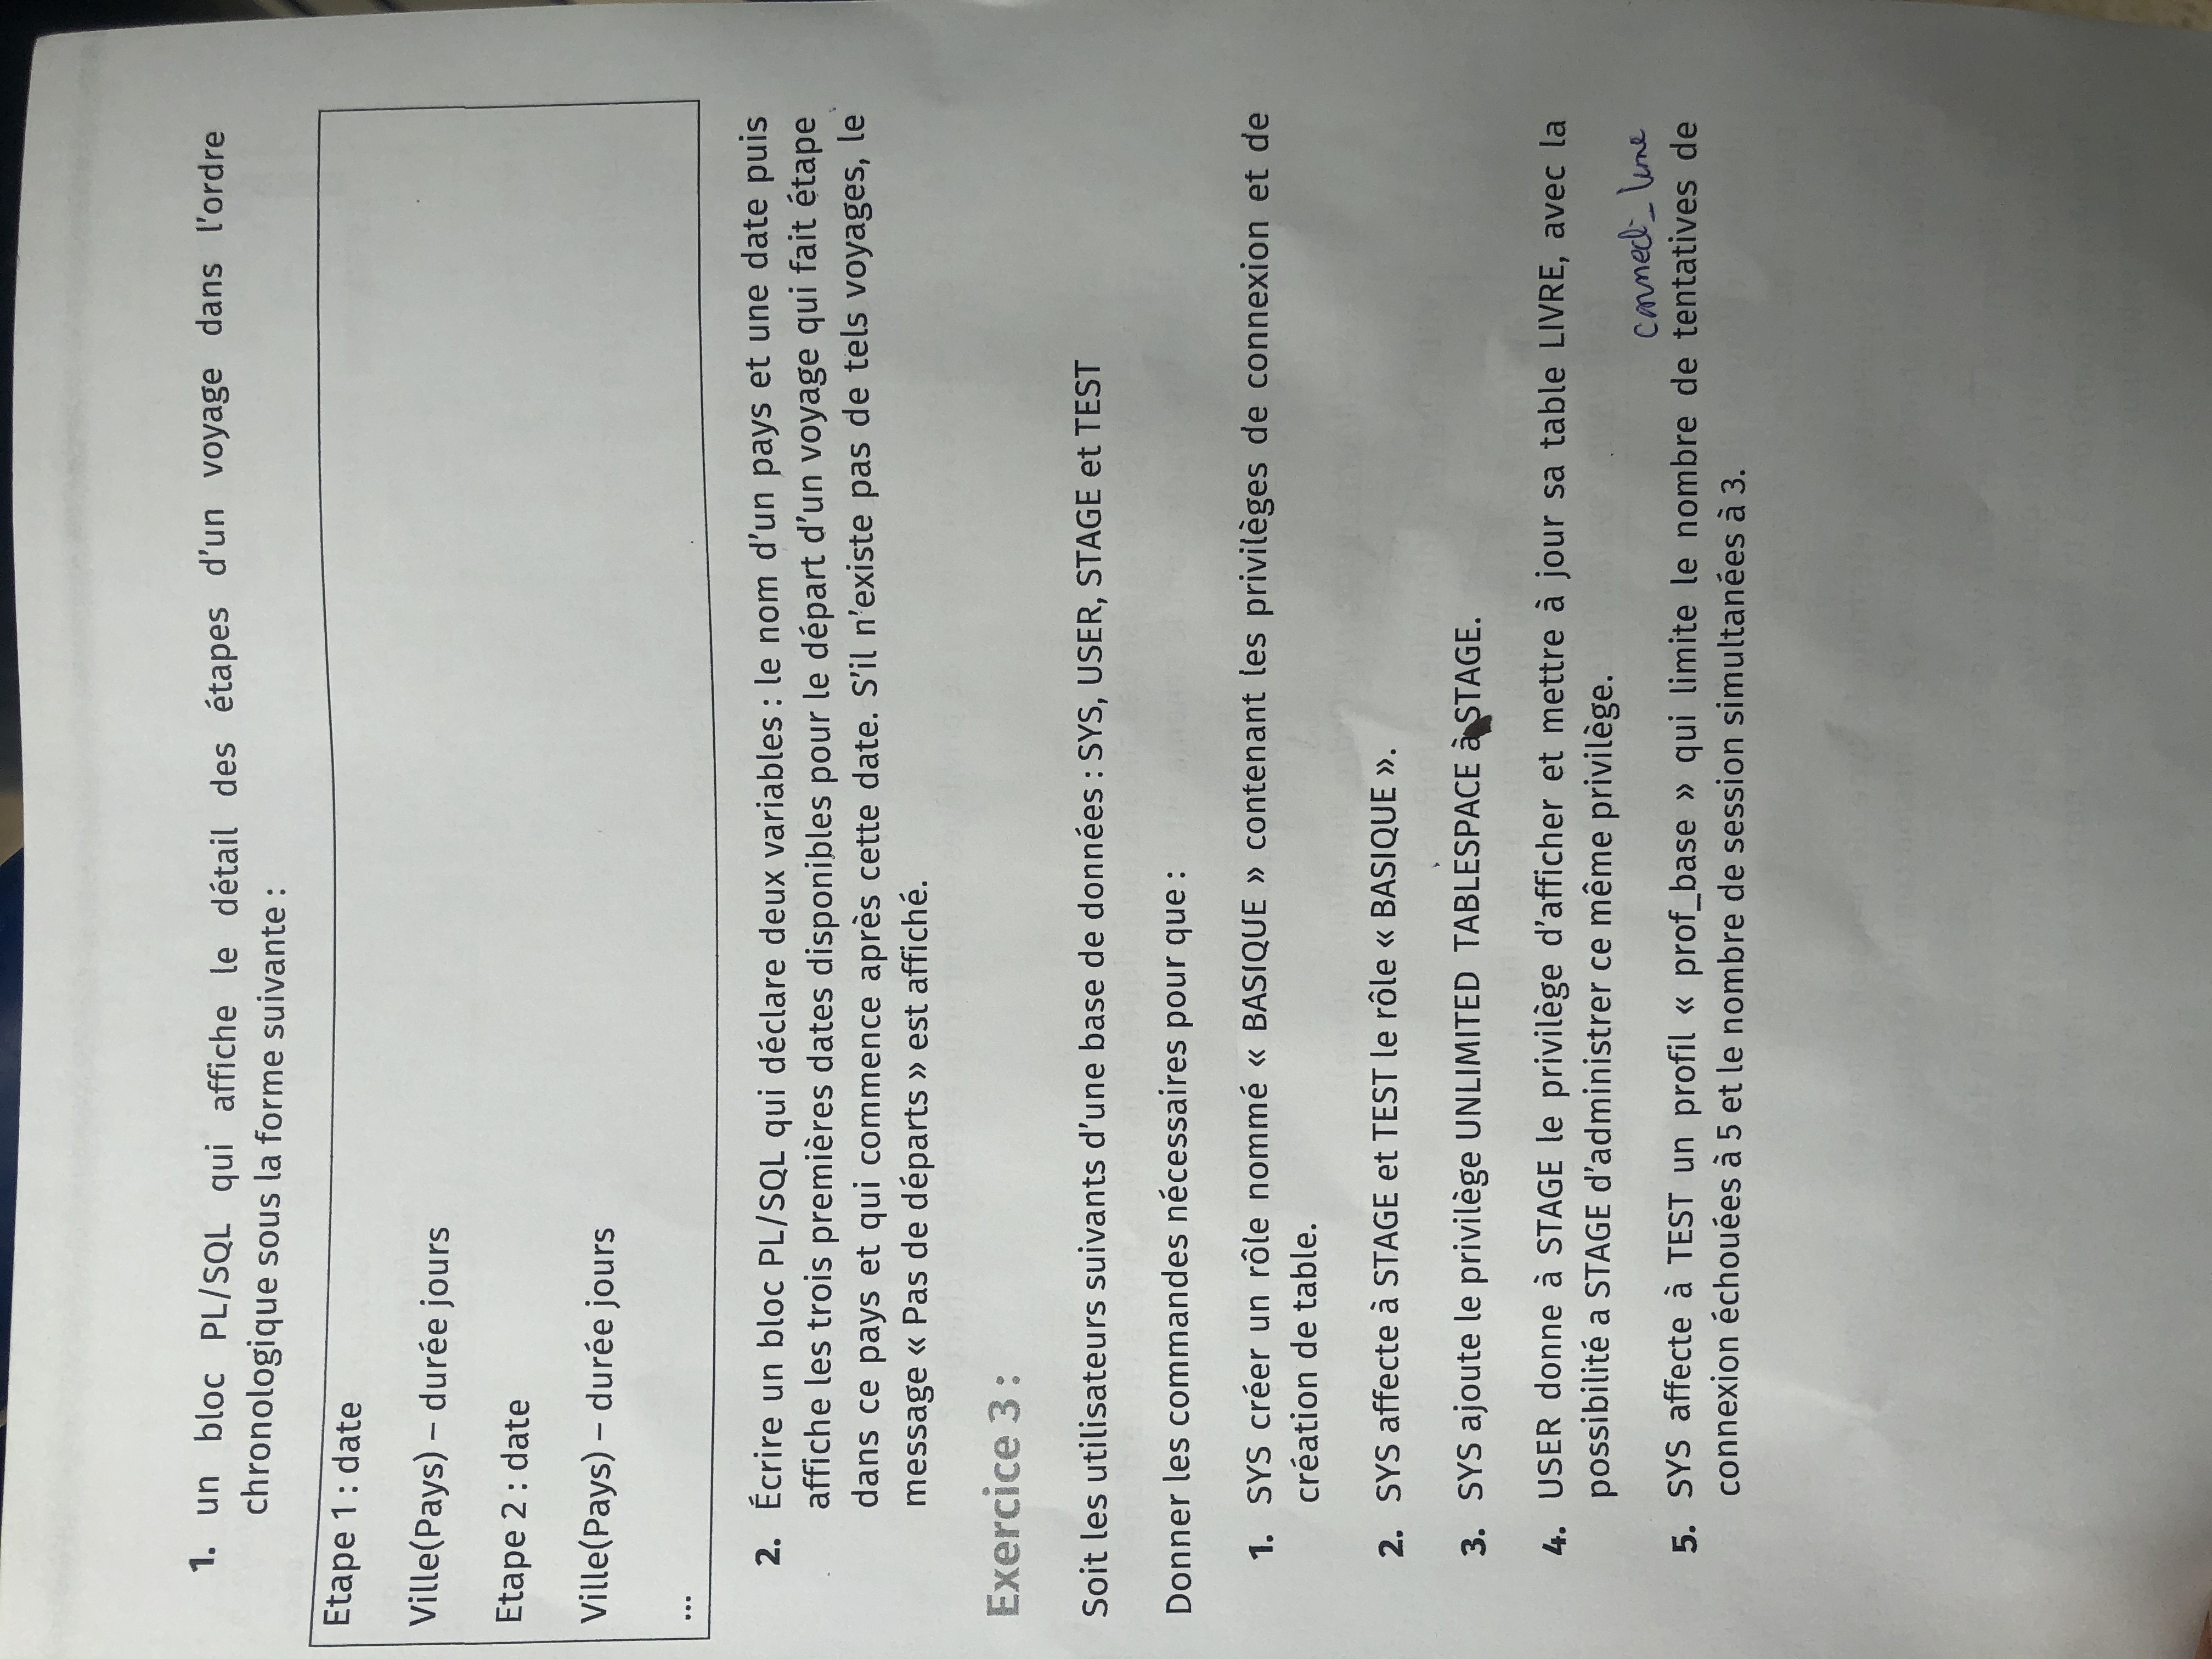 1. un bloc PL/SQL qui affiche le détail des étapes d'un voyage dans l'ordre
chronologique sous la forme suivante :
Etape 1 : date
Ville(Pays) – durée jours
Etape 2 : date
Ville(Pays) – durée jours
...
2. Écrire un bloc PL/SQL qui déclare deux variables : le nom d'un pays et une date puis
affiche les trois premières dates disponibles pour le départ d'un voyage qui fait étape
dans ce pays et qui commence après cette date. S'il n'existe pas de tels voyages, le
message « Pas de départs » est affiché.
Exercice 3 :
Soit les utilisateurs suivants d'une base de données : SYS, USER, STAGE et TEST
Donner les commandes nécessaires pour que :
1. SYS créer un rôle nommé « BASIQUE » contenant les privilèges de connexion et de
création de table.
2. SYS affecte à STAGE et TEST le rôle « BASIQUE ».
3. SYS ajoute le privilège UNLIMITED TABLESPACE à STAGE.
4. USER donne à STAGE le privilège d'afficher et mettre à jour sa table LIVRE, avec la
possibilité a STAGE d'administrer ce même privilège.
5. SYS affecte à TEST un profil « prof_base » qui limite le nombre de tentatives de
connexion échouées à 5 et le nombre de session simultanées à 3.